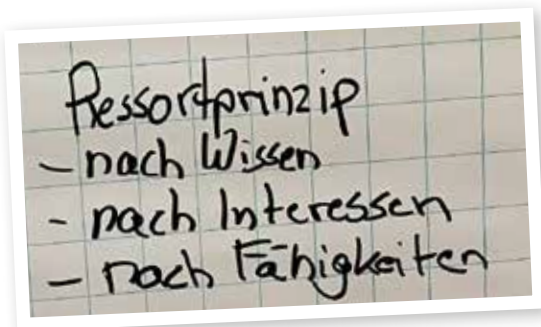 Ressortprinzip
- nach Wissen
- nach Interessen
- nach Fähigkeiten